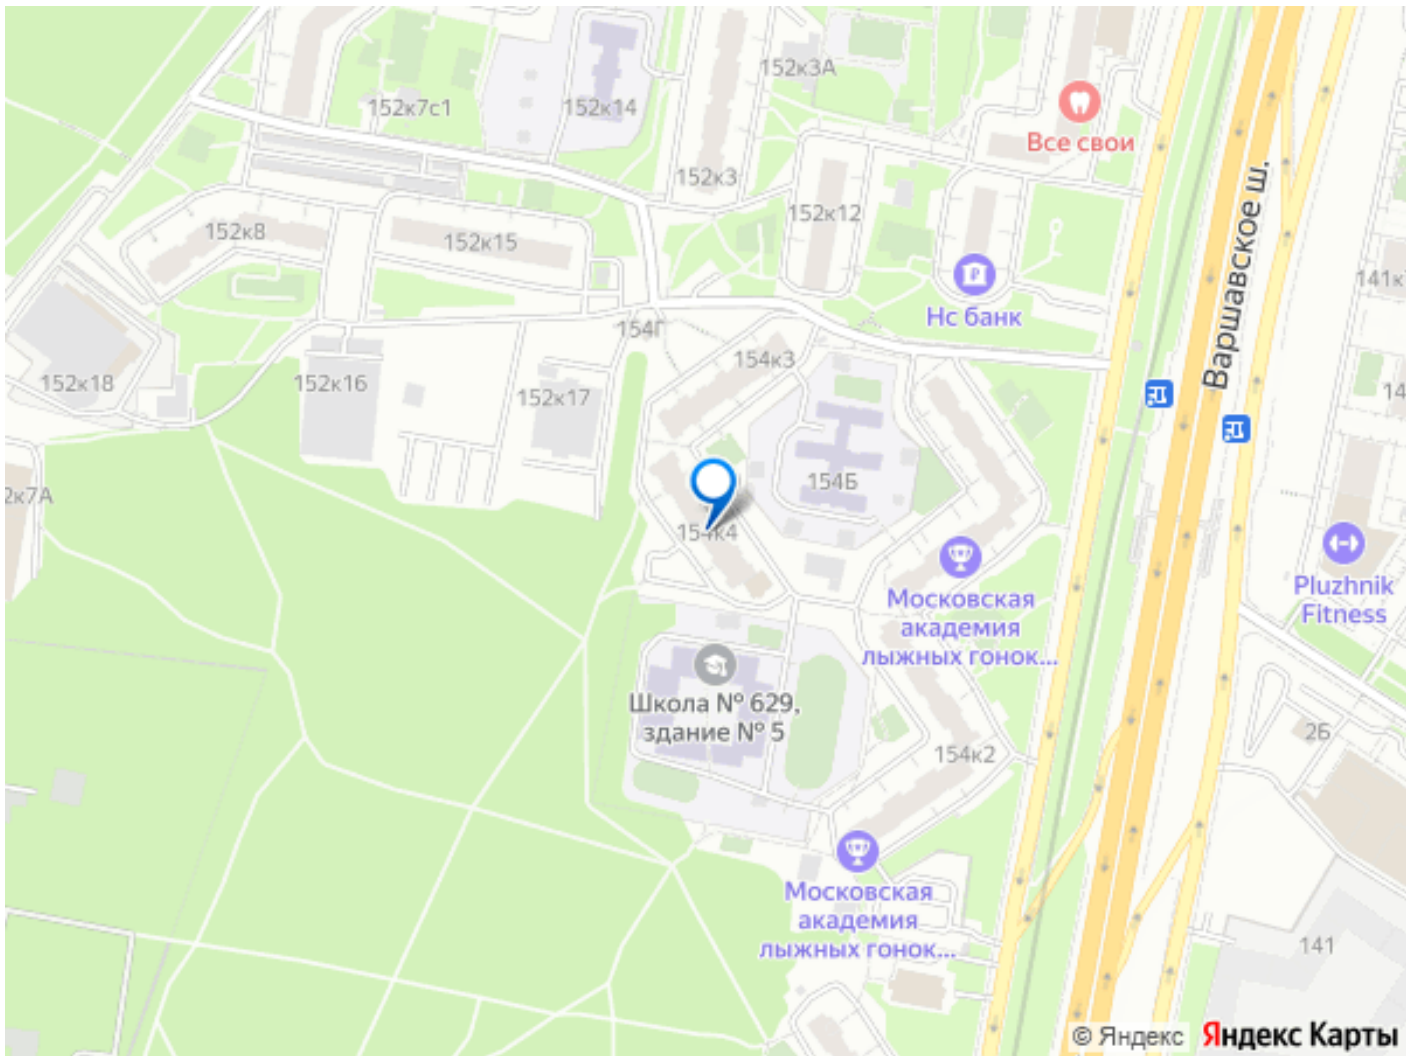 152к3А
152к7с1
152к14
Все свои
152к3
152к12
152к8
152к15
Варшавское ш.
141к
Нс банк
154Г
154к3
152к18
152к16
152к17
14
2к7А
154Б
154к4
Pluzhnik
Fitness
Московская
академия
лыжных гонок...
Школа № 629,
здание № 5
2Б
154к2
Московская
академия
лыжных гонок...
141
© Яндекс
Яндекс Карты